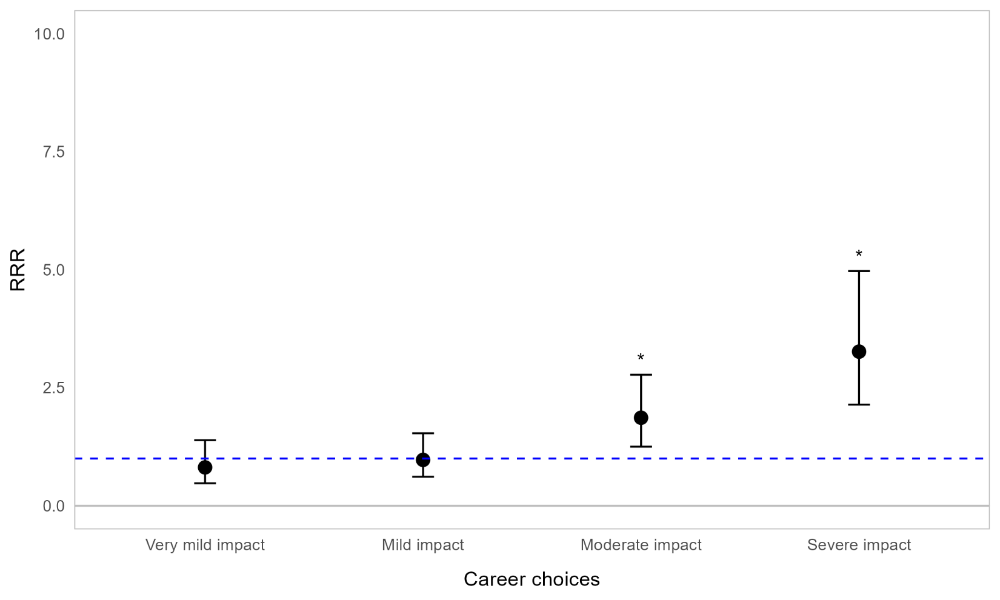 10.0
7.5
5.0
2.5
0.0
RRR
*
*
Very mild impact
Mild impact
Moderate impact
Severe impact
Career choices